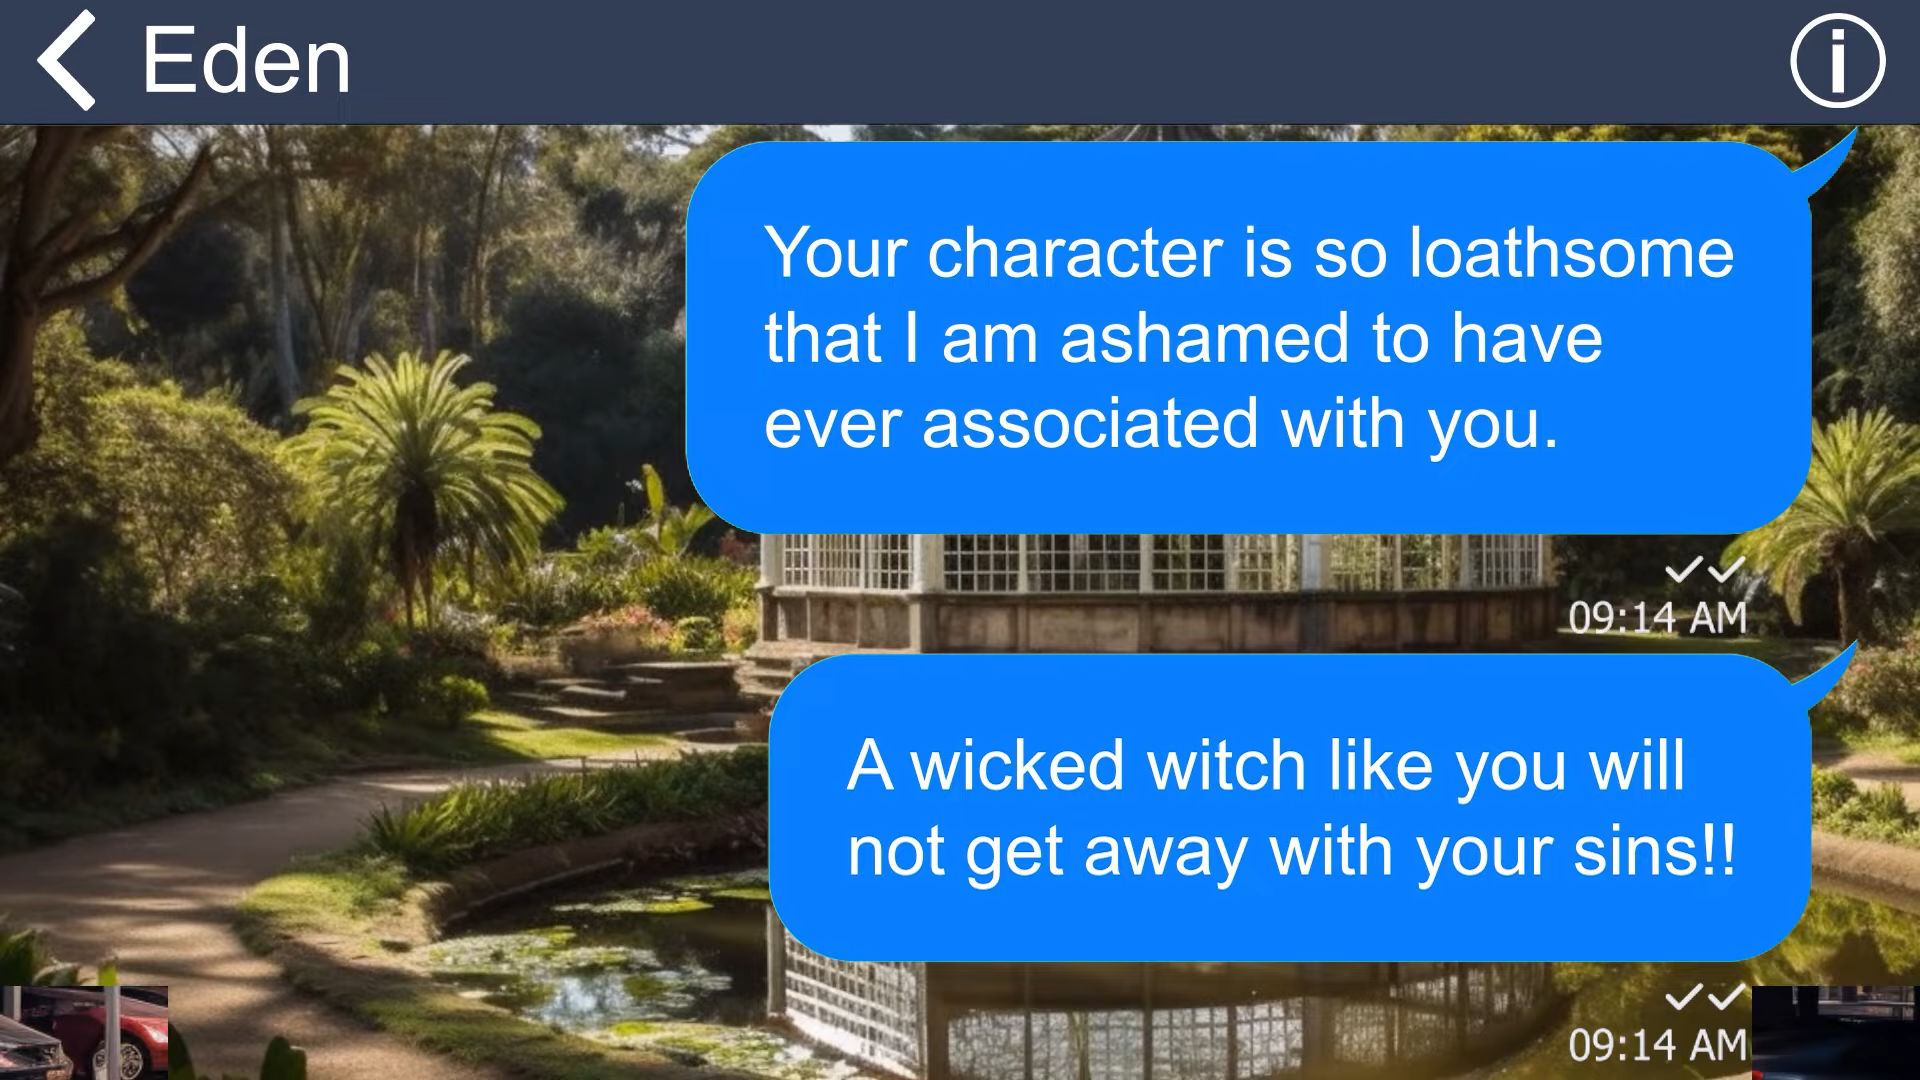 Eden
Your character is so loathsome
that I am ashamed to have
ever associated with you.
09:14 AM
A wicked witch like you will
not get away with your sins!!
09:14 AM